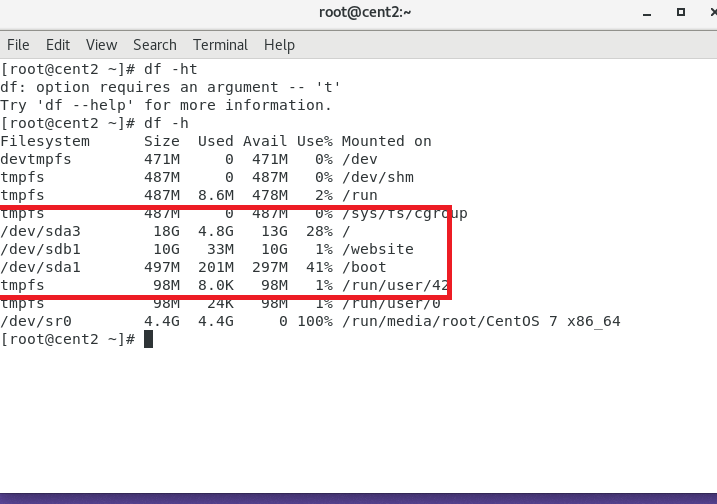 root@cent2:~
File Edit View Search Terminal Help
[root@cent2 ~]# df -ht
df: option requires an argument -- 't'
Try 'df --help' for more information.
[root@cent2 ~]# df -h
Filesystem      Size  Used Avail Use% Mounted on
devtmpfs        471M     0  471M   0% /dev
tmpfs           487M     0  487M   0% /dev/shm
tmpfs           487M  8.6M  478M   2% /run
tmpfs           487M     0  487M   0% /sys/fs/cgroup
/dev/sda3        18G  4.8G   13G  28% /
/dev/sdb1        10G   33M   10G   1% /website
/dev/sda1       497M  201M  297M  41% /boot
tmpfs            98M  8.0K   98M   1% /run/user/42
tmpfs            98M   24K   98M   1% /run/user/0
/dev/sr0        4.4G  4.4G     0 100% /run/media/root/CentOS 7 x86_64
[root@cent2 ~]#